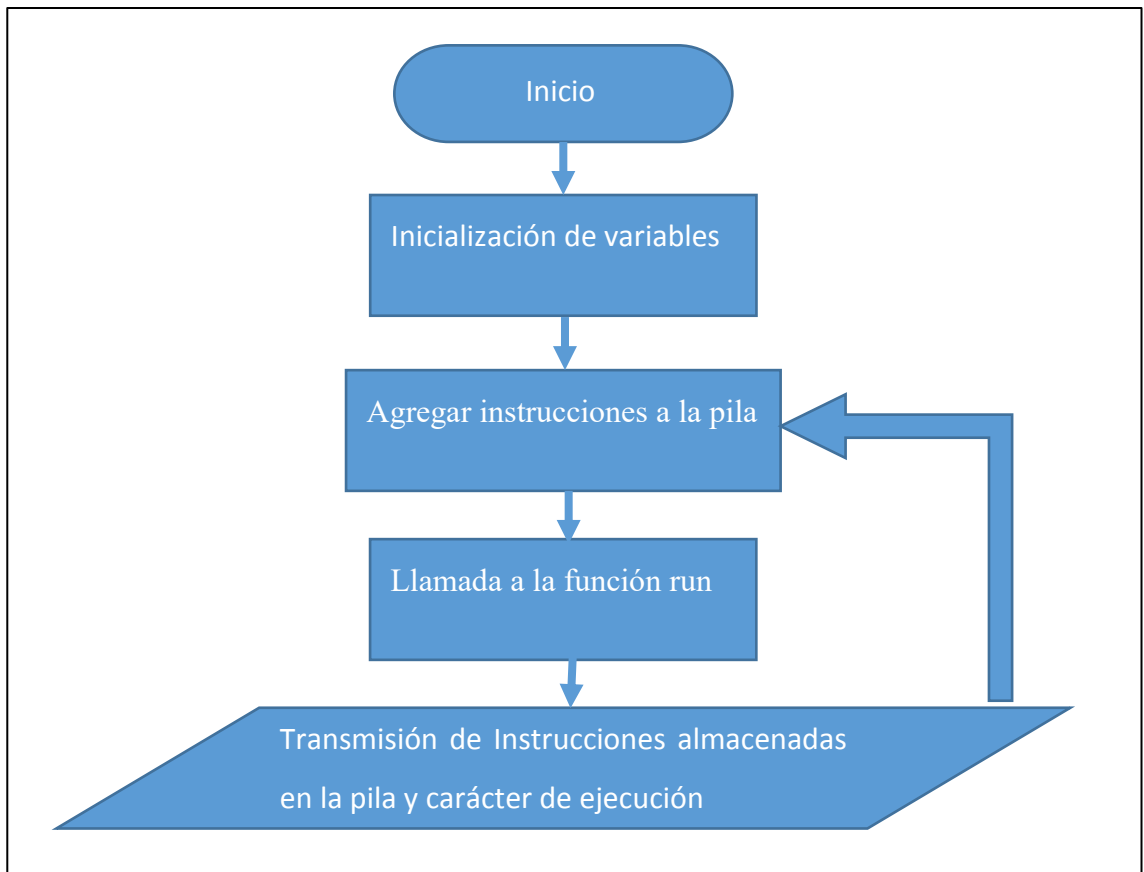 Inicio
Inicialización de variables
Agregar instrucciones a la pila
Llamada a la función run
Transmisión de Instrucciones almacenadas
en la pila y carácter de ejecución